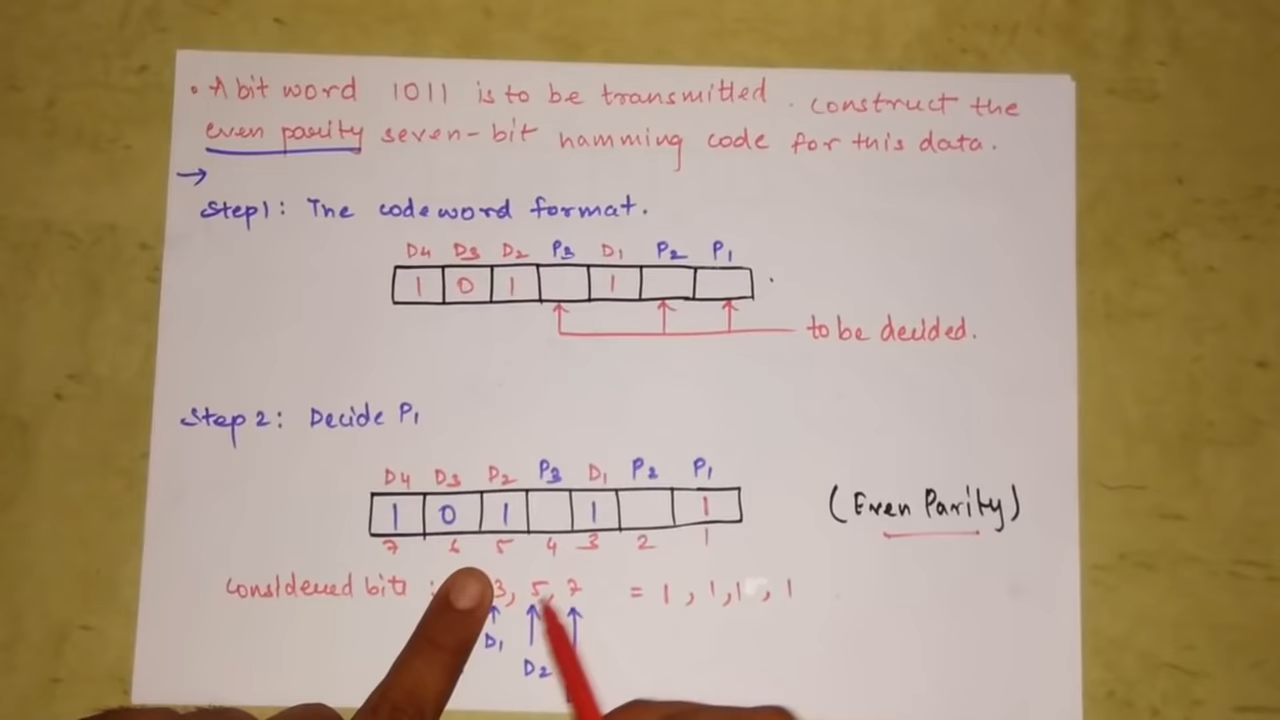 • A bit word 1011 is to be transmitted. construct the
even parity seven-bit hamming code for this data.
→
Step1: The codeword format.
D4 D3 D2 P3 D1 P2 P1
1 0 1 1
to be decided.
Step 2: Decide P1
D4 D3 D2 P3 D1 P2 P1
1 0 1 1 1
(Even Parity)
7 6 5 4 3 2 1
considered bit : 3, 5, 7 = 1, 1, 1, 1
D1
D2